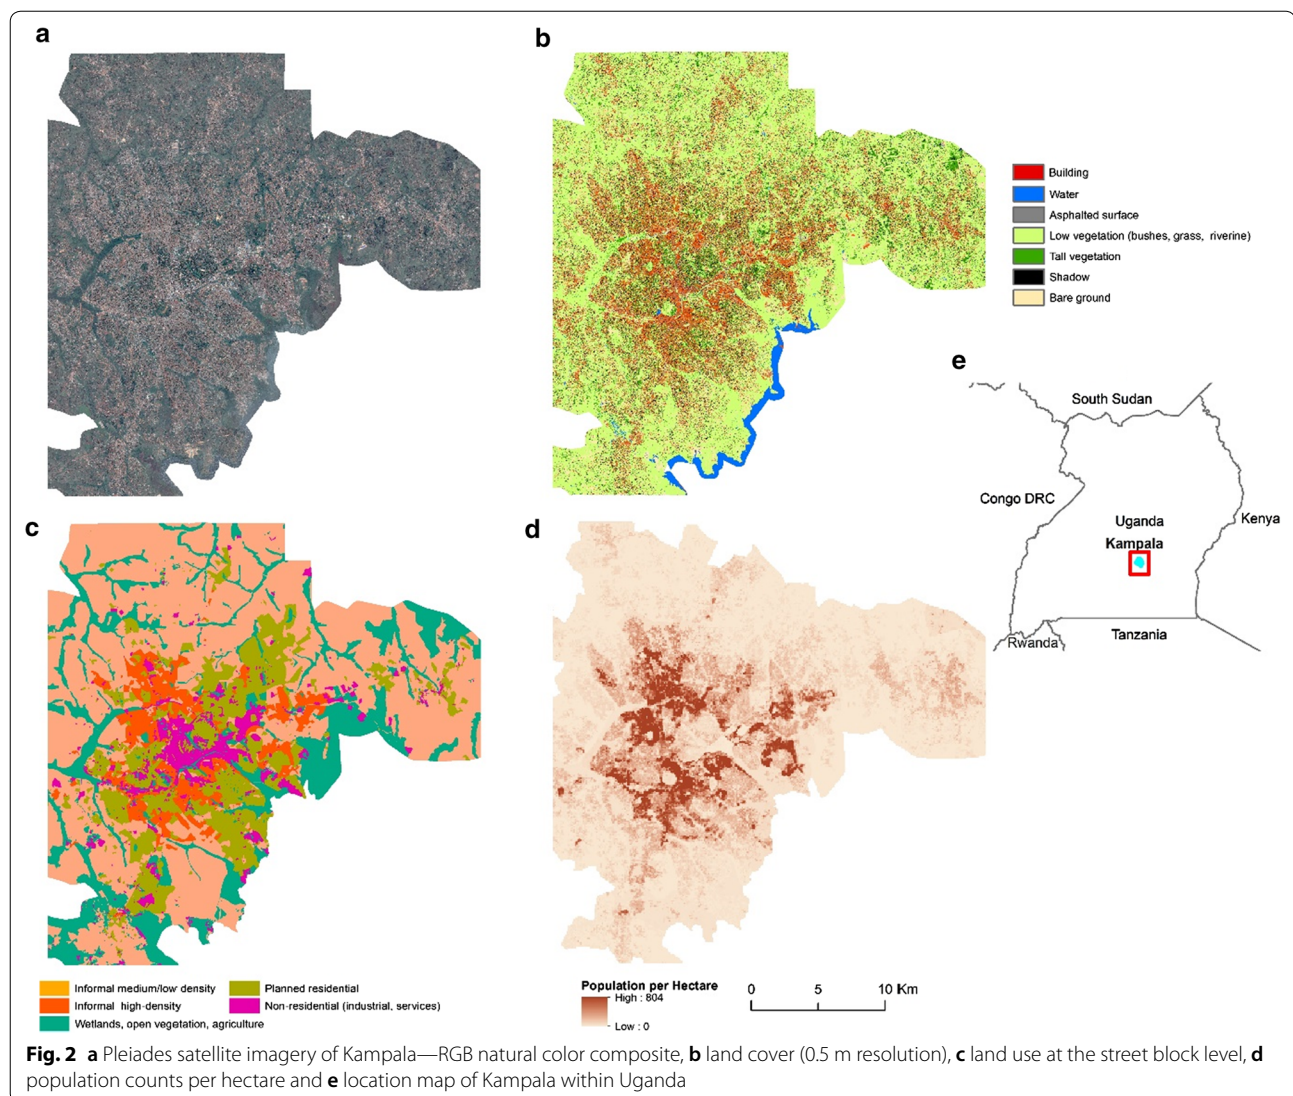 a
b
Building
Water
Asphalted surface
Low vegetation (bushes, grass, riverine)
Tall vegetation
Shadow
Bare ground
e
South Sudan
Congo DRC
Uganda
Kenya
Kampala
Rwanda
Tanzania
c
d
Informal medium/low density
Planned residential
Informal high-density
Non-residential (industrial, services)
Wetlands, open vegetation, agriculture
Population per Hectare
High : 804
Low : 0
0 5 10 Km
Fig. 2 a Pleiades satellite imagery of Kampala—RGB natural color composite, b land cover (0.5 m resolution), c land use at the street block level, d
population counts per hectare and e location map of Kampala within Uganda